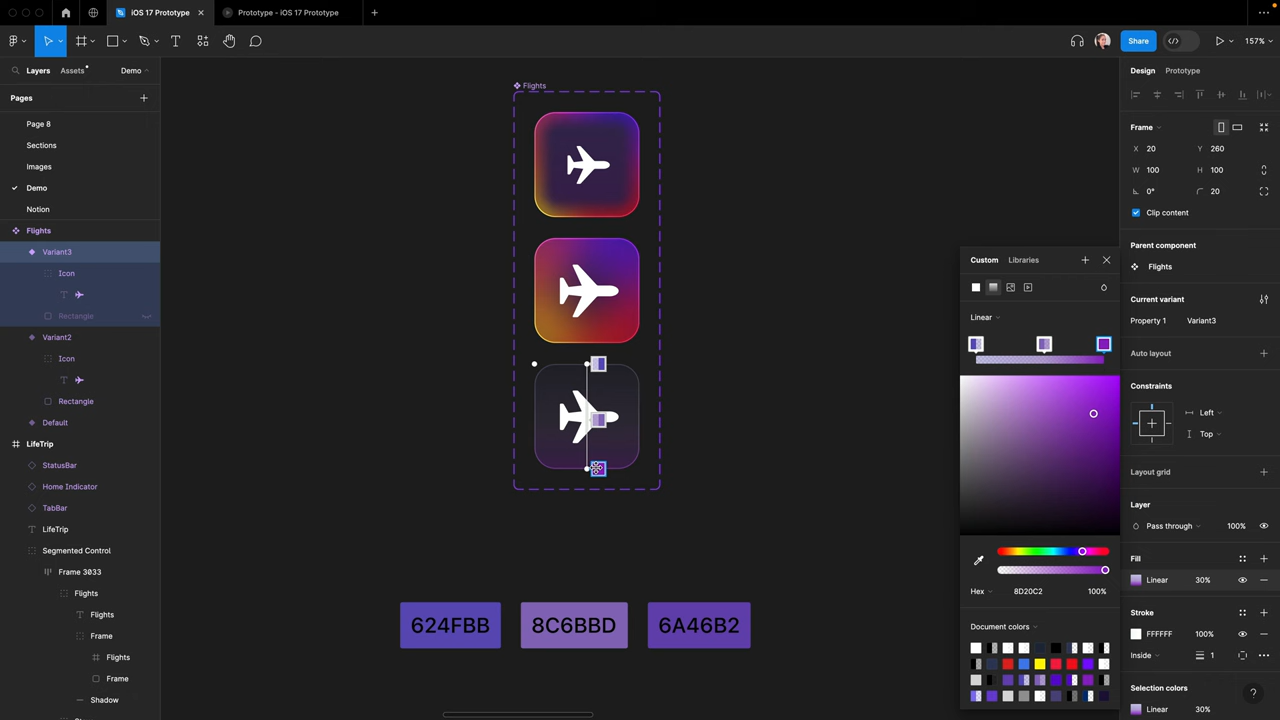 iOS 17 Prototype
Prototype - iOS 17 Prototype
Share
157%
Layers
Assets
Demo
Pages
Page 8
Sections
Images
Demo
Notion
Flights
Variant3
Icon
Rectangle
Variant2
Icon
Rectangle
Default
LifeTrip
StatusBar
Home Indicator
TabBar
LifeTrip
Segmented Control
Frame 3033
Flights
Flights
Frame
Flights
Frame
Shadow
Flights
624FBB
8C6BBD
6A46B2
Custom
Libraries
Linear
Hex
8D20C2
100%
Document colors
Design
Prototype
Frame
X 20
Y 260
W 100
H 100
0°
20
Clip content
Parent component
Flights
Current variant
Property 1
Variant3
Auto layout
Constraints
Left
Top
Layout grid
Layer
Pass through
100%
Fill
Linear
30%
Stroke
FFFFFF
100%
Inside
1
Selection colors
Linear
100%
?